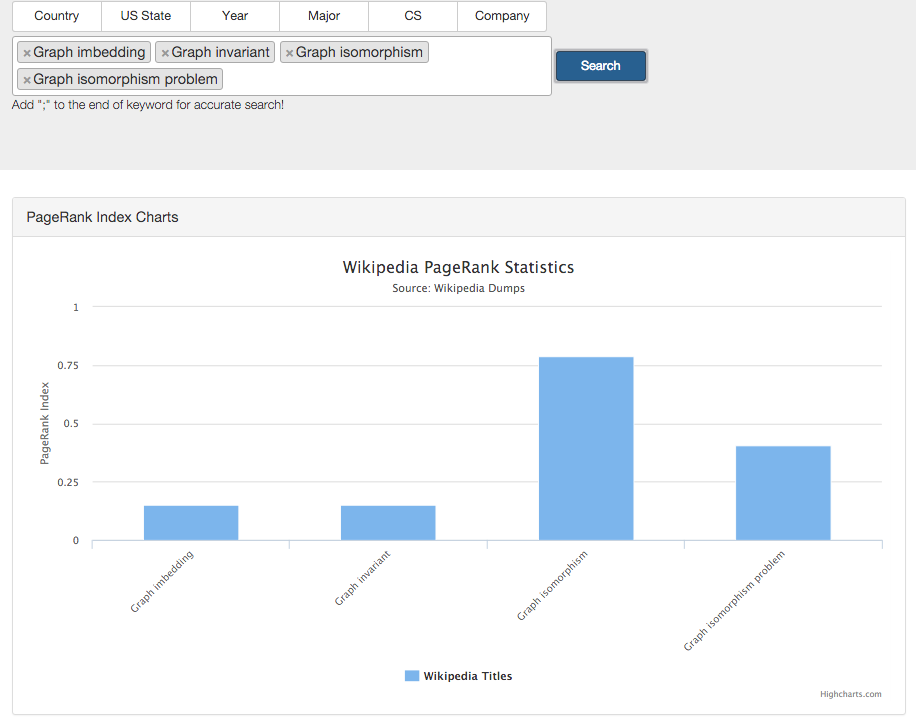 Country US State Year Major CS Company
×Graph imbedding ×Graph invariant ×Graph isomorphism
×Graph isomorphism problem
Search
Add ";" to the end of keyword for accurate search!
PageRank Index Charts
Wikipedia PageRank Statistics
Source: Wikipedia Dumps
PageRank Index
1
0.75
0.5
0.25
0
Graph imbedding
Graph invariant
Graph isomorphism
Graph isomorphism problem
Wikipedia Titles
Highcharts.com